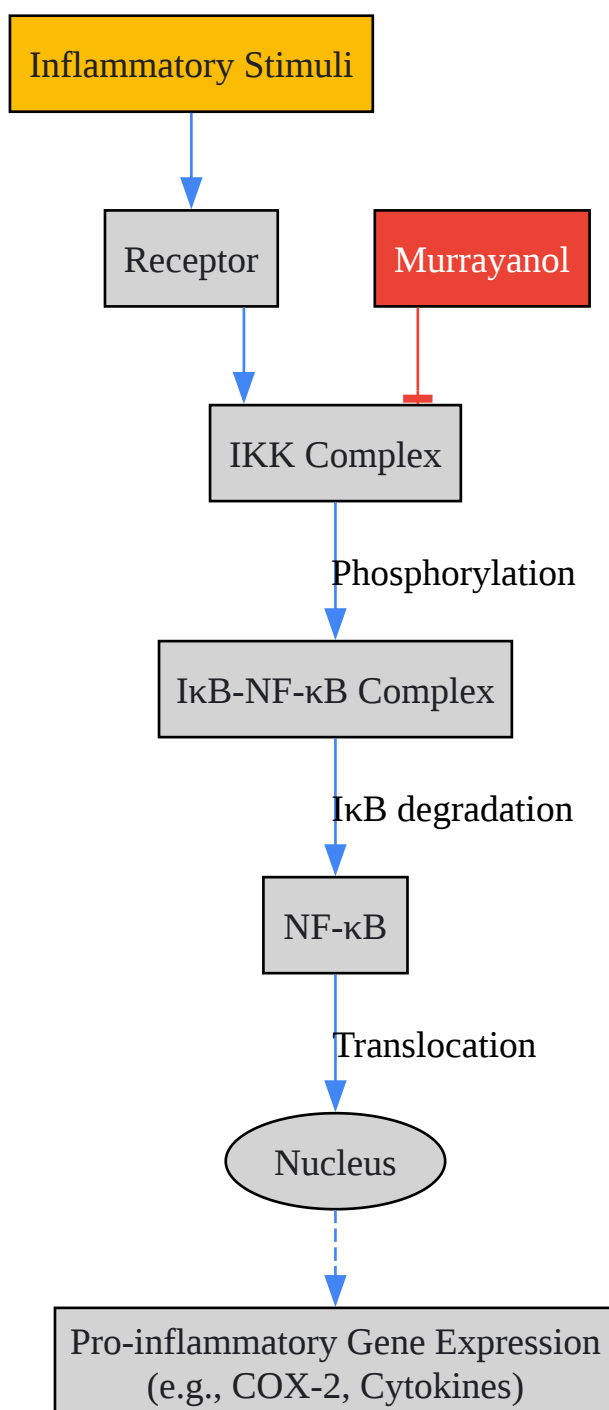 Inflammatory Stimuli
Receptor
Murrayanol
IKK Complex
Phosphorylation
IκB-NF-κB Complex
IκB degradation
NF-κB
Translocation
Nucleus
Pro-inflammatory Gene Expression
(e.g., COX-2, Cytokines)